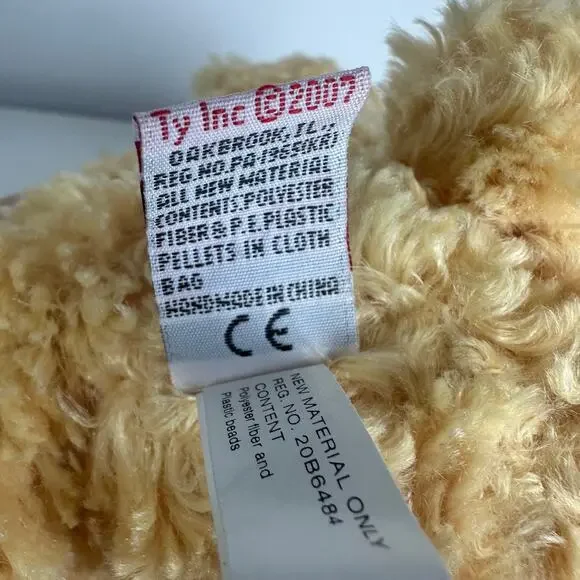 Ty Inc ©2007
OAKBROOK, IL.
REG.NO.PA-1965(KR)
ALL NEW MATERIAL
CONTENTS:POLYESTER
FIBER & P.E. PLASTIC
PELLETS IN CLOTH
BAG
HANDMADE IN CHINA
CE
NEW MATERIAL ONLY
REG. NO. 20B6484
CONTENT
Polyester fiber and
Plastic beads